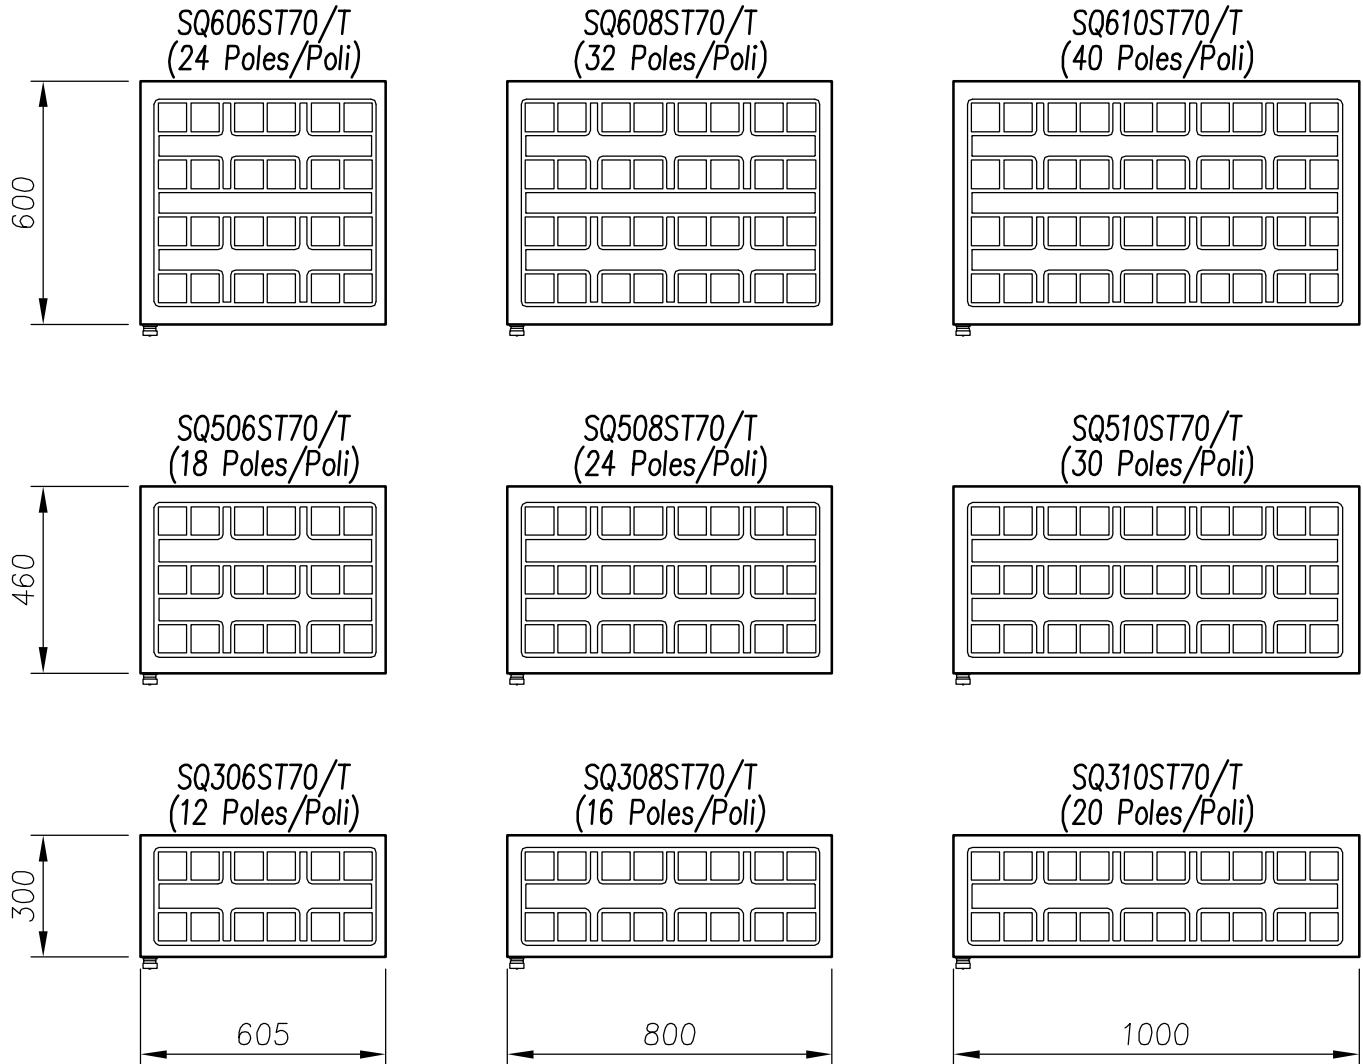 SQ606ST70/T
(24 Poles/Poli)
SQ608ST70/T
(32 Poles/Poli)
SQ610ST70/T
(40 Poles/Poli)
600
SQ506ST70/T
(18 Poles/Poli)
SQ508ST70/T
(24 Poles/Poli)
SQ510ST70/T
(30 Poles/Poli)
460
SQ306ST70/T
(12 Poles/Poli)
SQ308ST70/T
(16 Poles/Poli)
SQ310ST70/T
(20 Poles/Poli)
300
605
800
1000